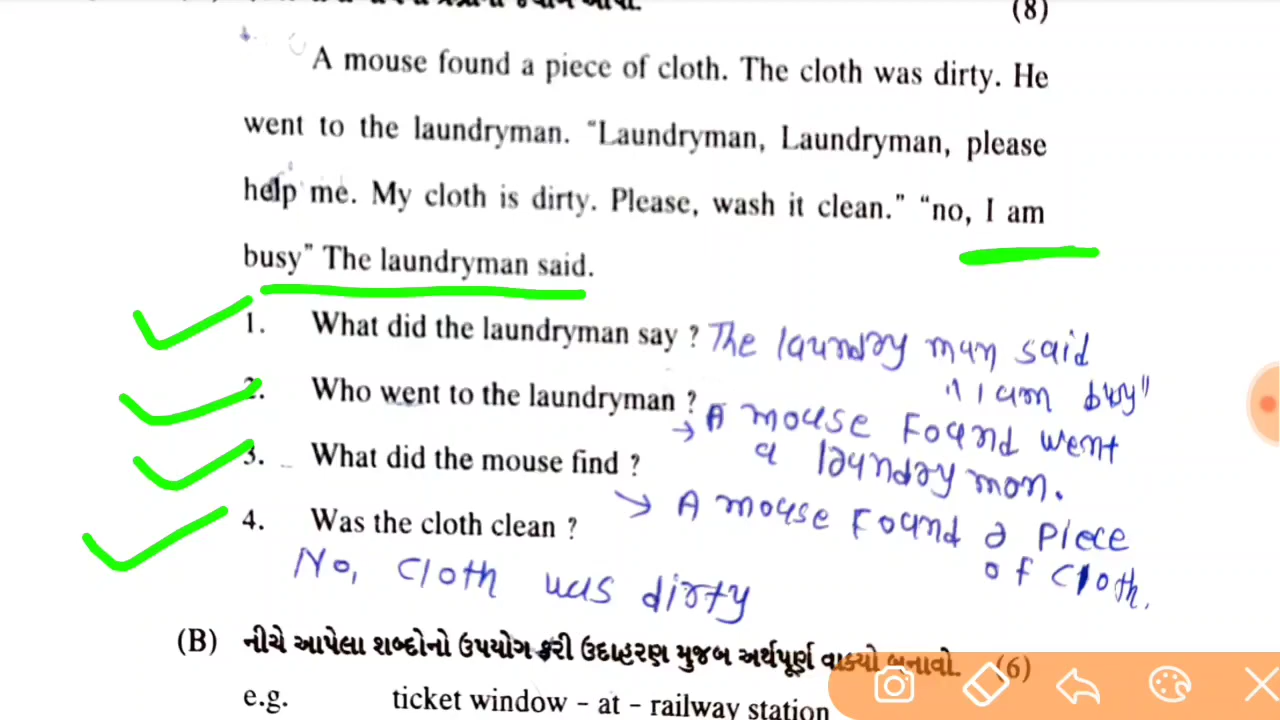 (8)
A mouse found a piece of cloth. The cloth was dirty. He
went to the laundryman. “Laundryman, Laundryman, please
help me. My cloth is dirty. Please, wash it clean.” “no, I am
busy” The laundryman said.
1. What did the laundryman say ? The laundry man said
"I am busy"
2. Who went to the laundryman ?
→ A mouse Found went
a laundry man.
3. What did the mouse find ?
→ A mouse Found a Piece
of Cloth.
4. Was the cloth clean ?
No, Cloth was dirty
(B) નીચે આપેલા શબ્દોનો ઉપયોગ કરી ઉદાહરણ મુજબ અર્થપૂર્ણ વાક્યો બનાવો. (6)
e.g. ticket window – at – railway station